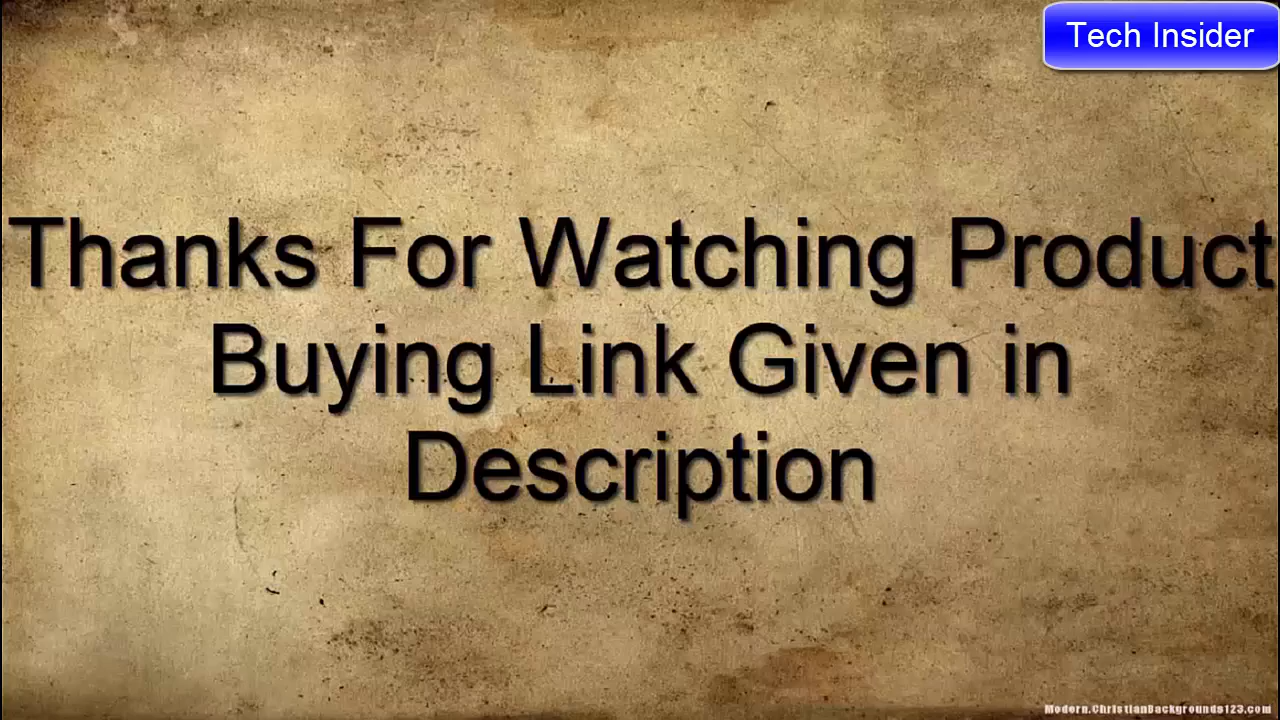 Tech Insider
Thanks For Watching Product
Buying Link Given in
Description
Modern.ChristianBackgrounds123.com